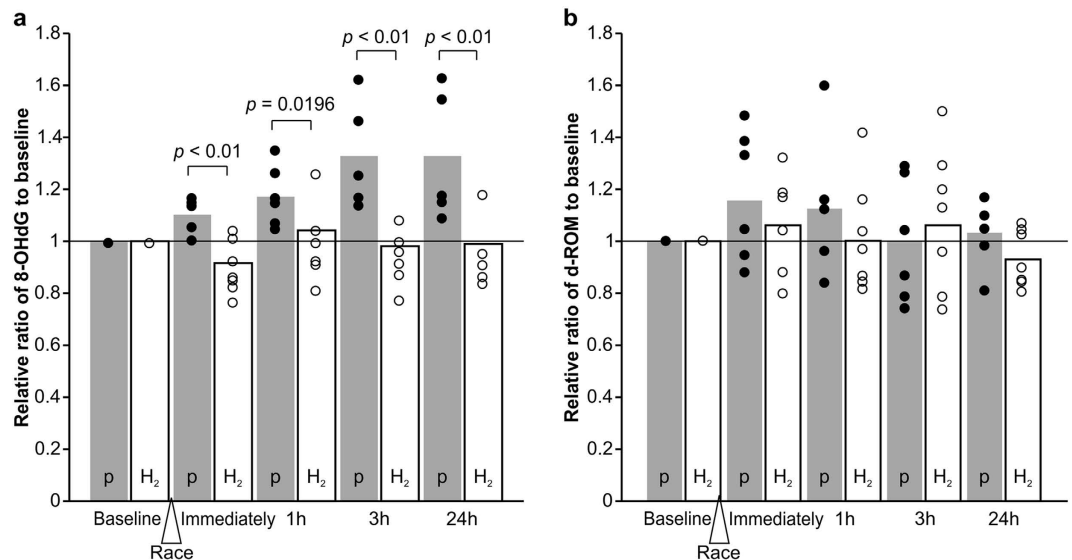 a
Relative ratio of 8-OHdG to baseline
1.8
1.6
1.4
1.2
1
0.8
0.6
0.4
0.2
0
p < 0.01
p = 0.0196
p < 0.01
p < 0.01
p H₂ p H₂ p H₂ p H₂ p H₂
Baseline Immediately 1h 3h 24h
Race
b
Relative ratio of d-ROM to baseline
1.8
1.6
1.4
1.2
1
0.8
0.6
0.4
0.2
0
p H₂ p H₂ p H₂ p H₂ p H₂
Baseline Immediately 1h 3h 24h
Race